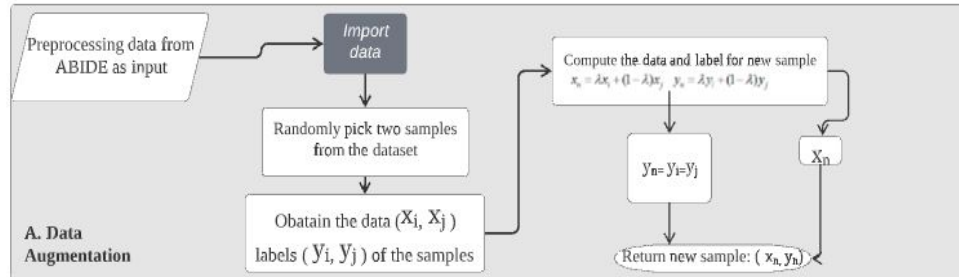 Preprocessing data from
ABIDE as input
Import
data
Randomly pick two samples
from the dataset
Obatain the data (xi, xj)
labels (yi, yj) of the samples
Compute the data and label for new sample
xn = λxi + (1−λ)xj yn = λyi + (1−λ)yj
yn= yi=yj
Xn
Return new sample: ( xn, yn)
A. Data
Augmentation